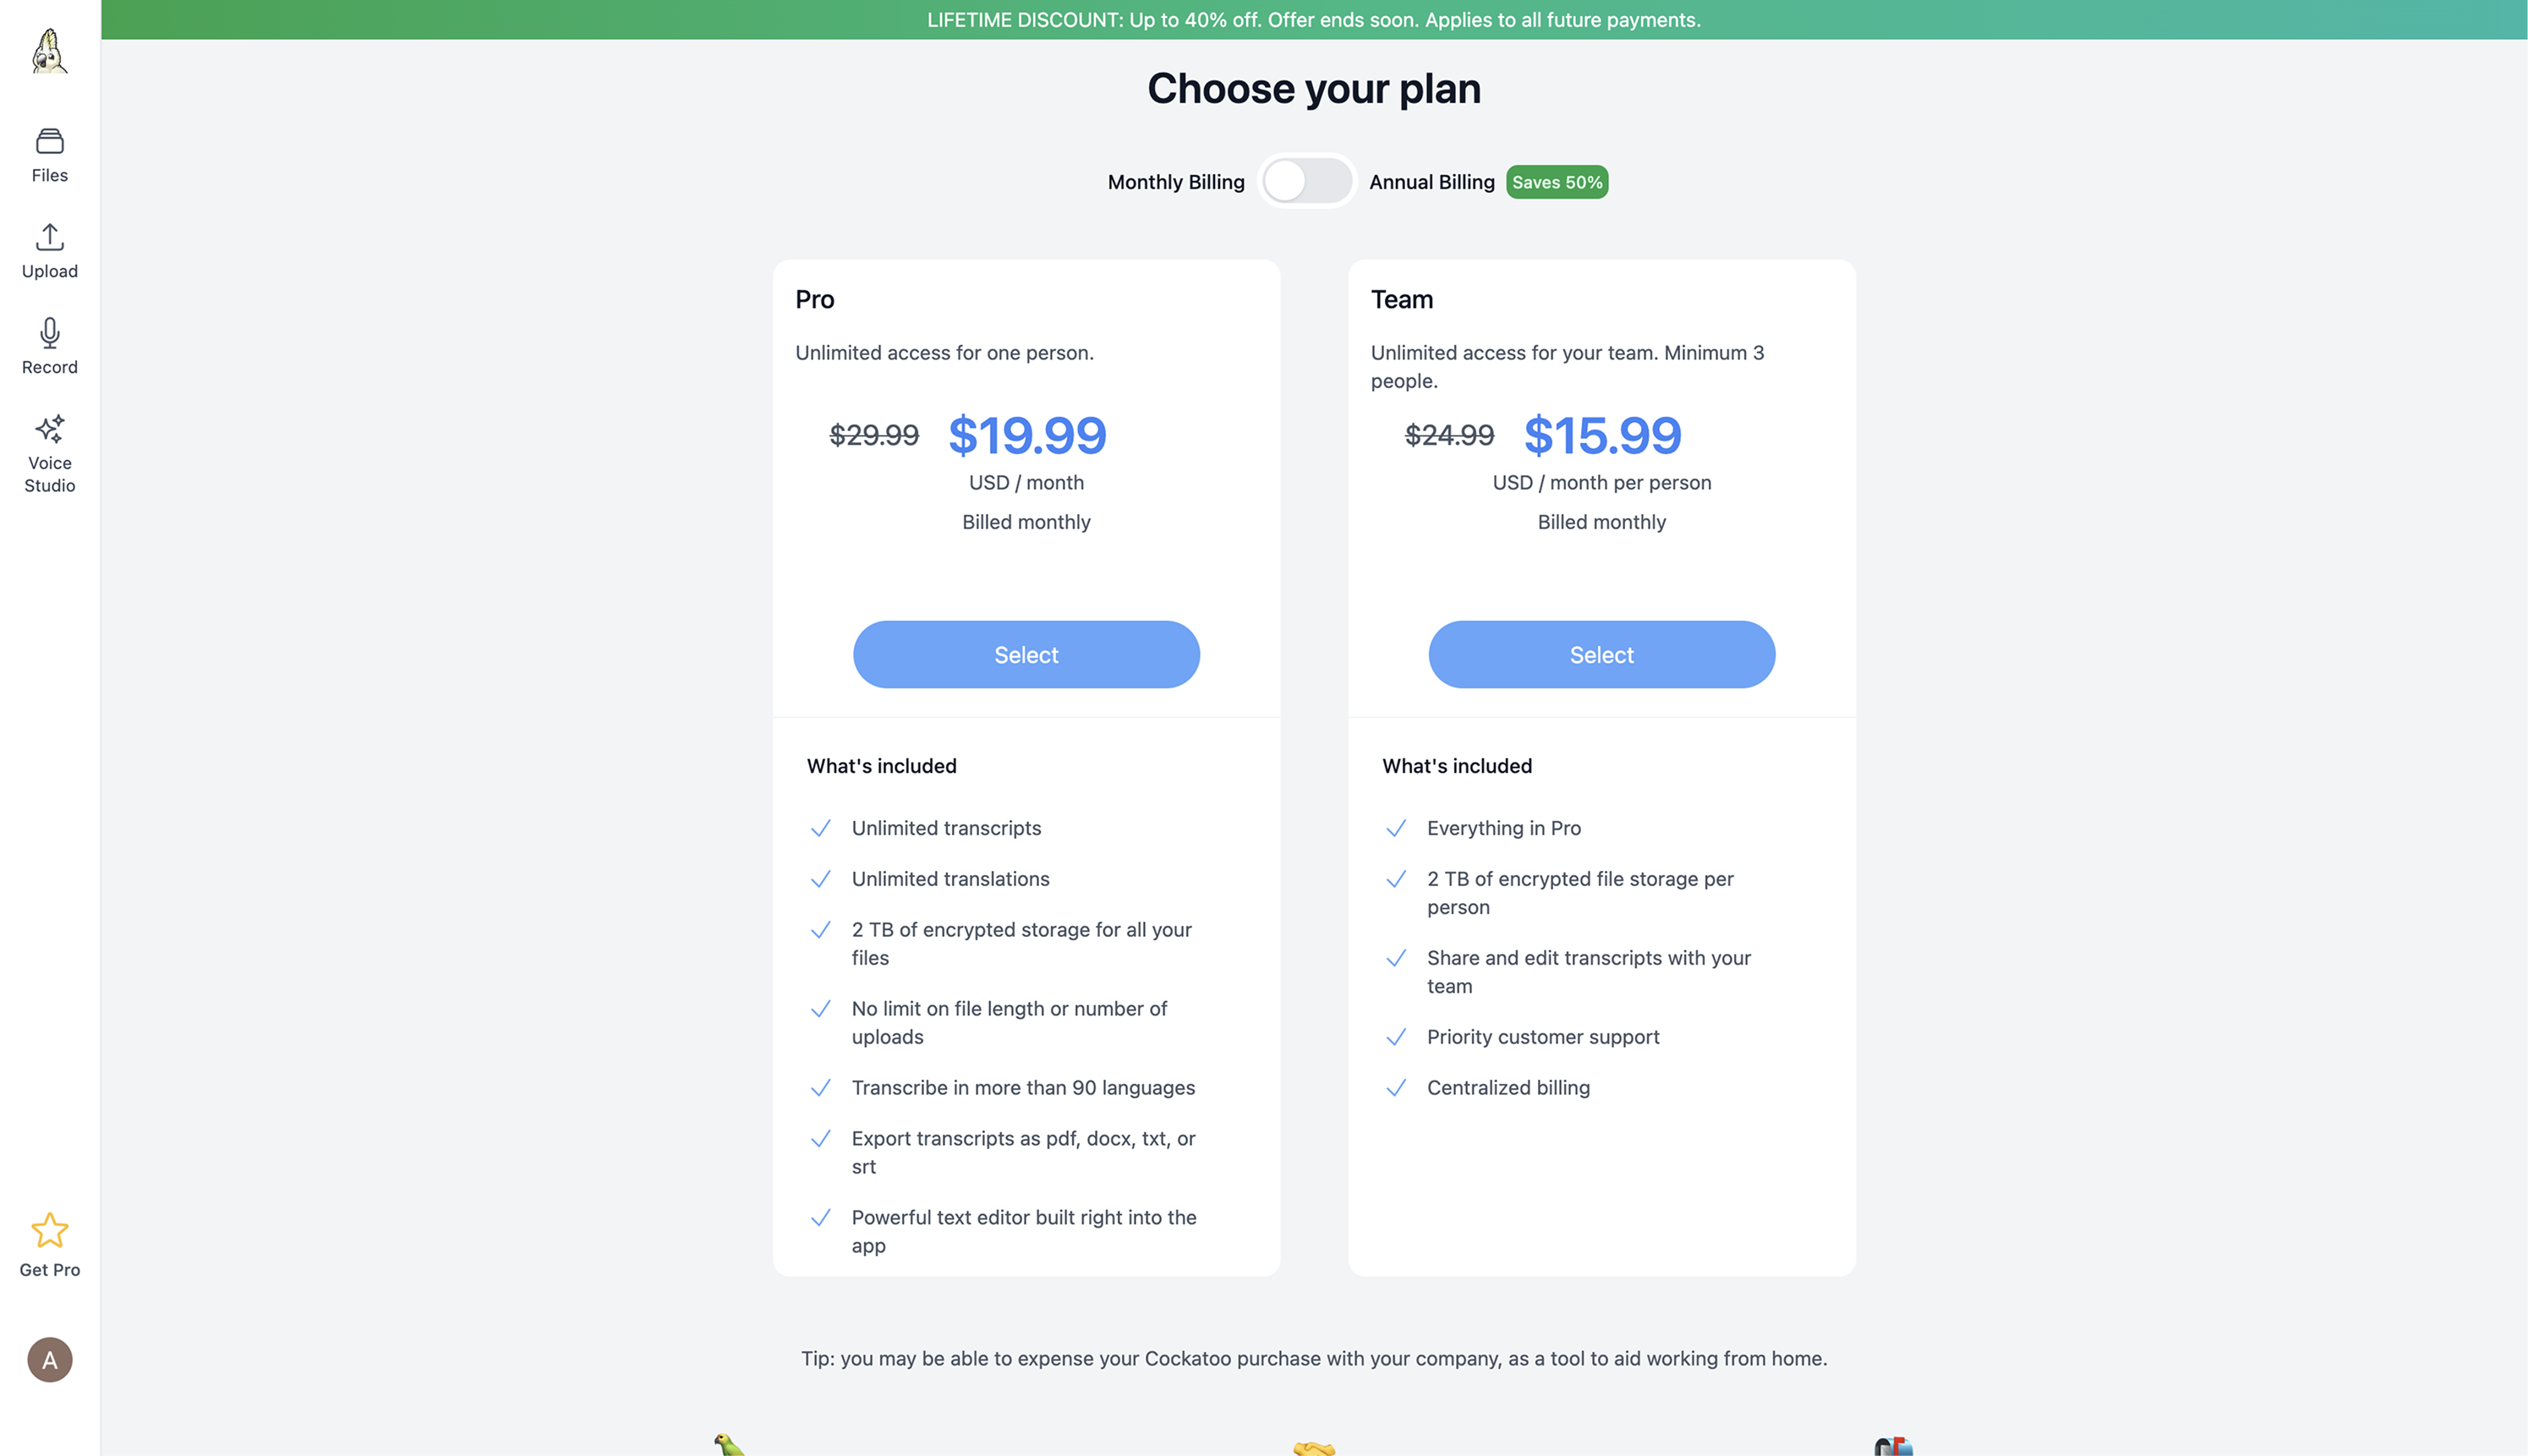 LIFETIME DISCOUNT: Up to 40% off. Offer ends soon. Applies to all future payments.
Files
Upload
Record
Voice
Studio
Get Pro
A
Choose your plan
Monthly Billing
Annual Billing
Saves 50%
Pro
Unlimited access for one person.
$29.99 $19.99
USD / month
Billed monthly
Select
What's included
Unlimited transcripts
Unlimited translations
2 TB of encrypted storage for all your
files
No limit on file length or number of
uploads
Transcribe in more than 90 languages
Export transcripts as pdf, docx, txt, or
srt
Powerful text editor built right into the
app
Team
Unlimited access for your team. Minimum 3
people.
$24.99 $15.99
USD / month per person
Billed monthly
Select
What's included
Everything in Pro
2 TB of encrypted file storage per
person
Share and edit transcripts with your
team
Priority customer support
Centralized billing
Tip: you may be able to expense your Cockatoo purchase with your company, as a tool to aid working from home.